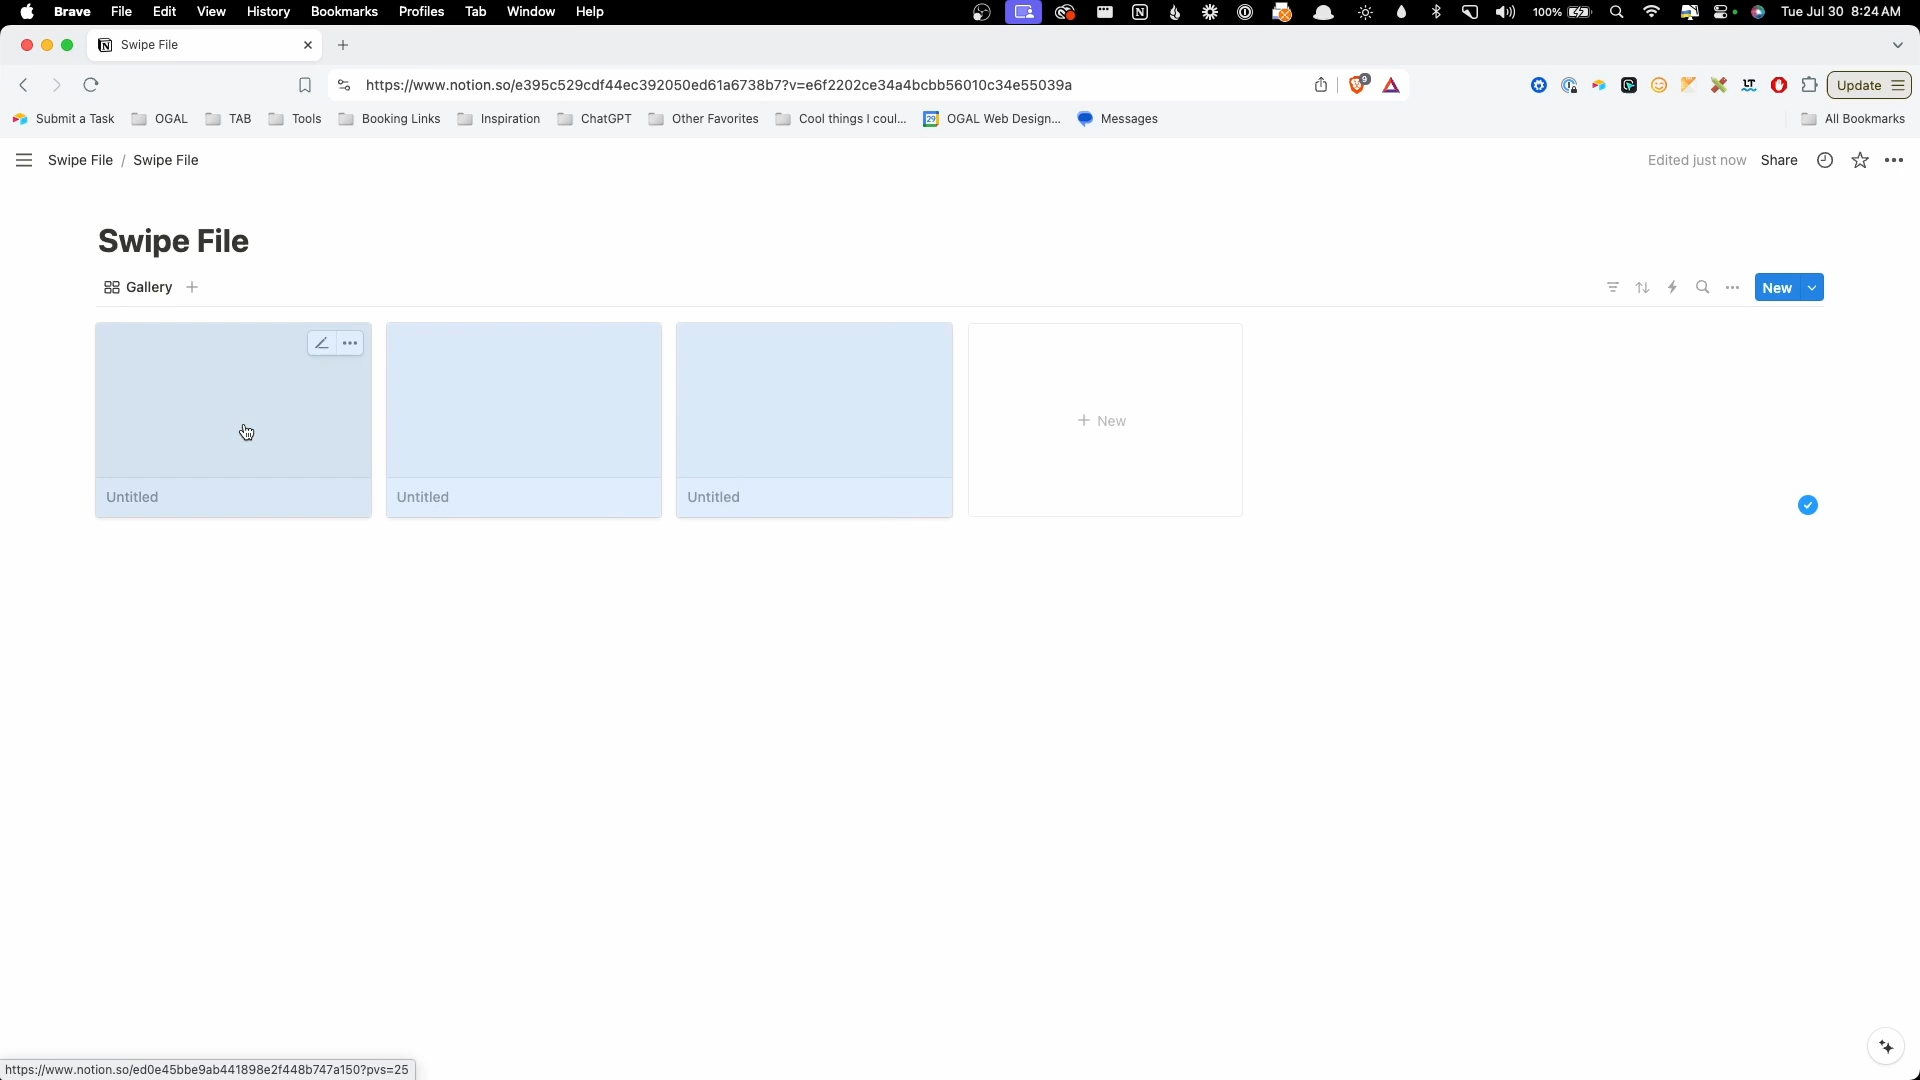 Brave File Edit View History Bookmarks Profiles Tab Window Help 100% Tue Jul 30 8:24 AM
Swipe File
https://www.notion.so/e395c529cdf44ec392050ed61a6738b7?v=e6f2202ce34a4bcbb56010c34e55039a 9 LT Update
Submit a Task OGAL TAB Tools Booking Links Inspiration ChatGPT Other Favorites Cool things I coul... 29 OGAL Web Design... Messages All Bookmarks
Swipe File / Swipe File Edited just now Share
Swipe File
Gallery New
+ New
Untitled Untitled Untitled
https://www.notion.so/ed0e45bbe9ab441898e2f448b747a150?pvs=25